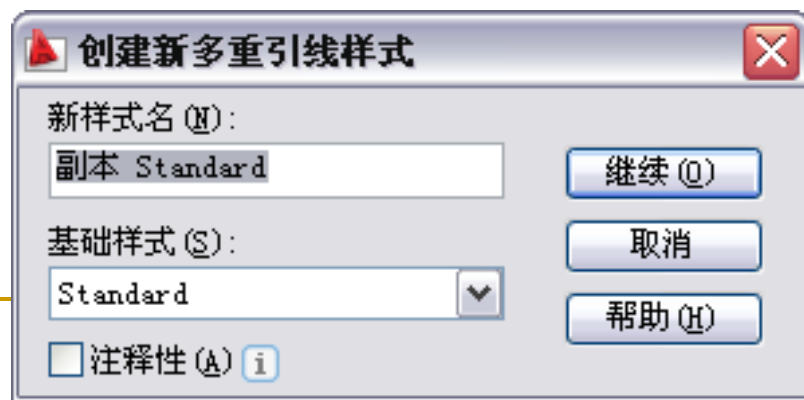 创建新多重引线样式
新样式名(N):
副本 Standard
继续(O)
基础样式(S):
取消
Standard
帮助(H)
注释性(A)